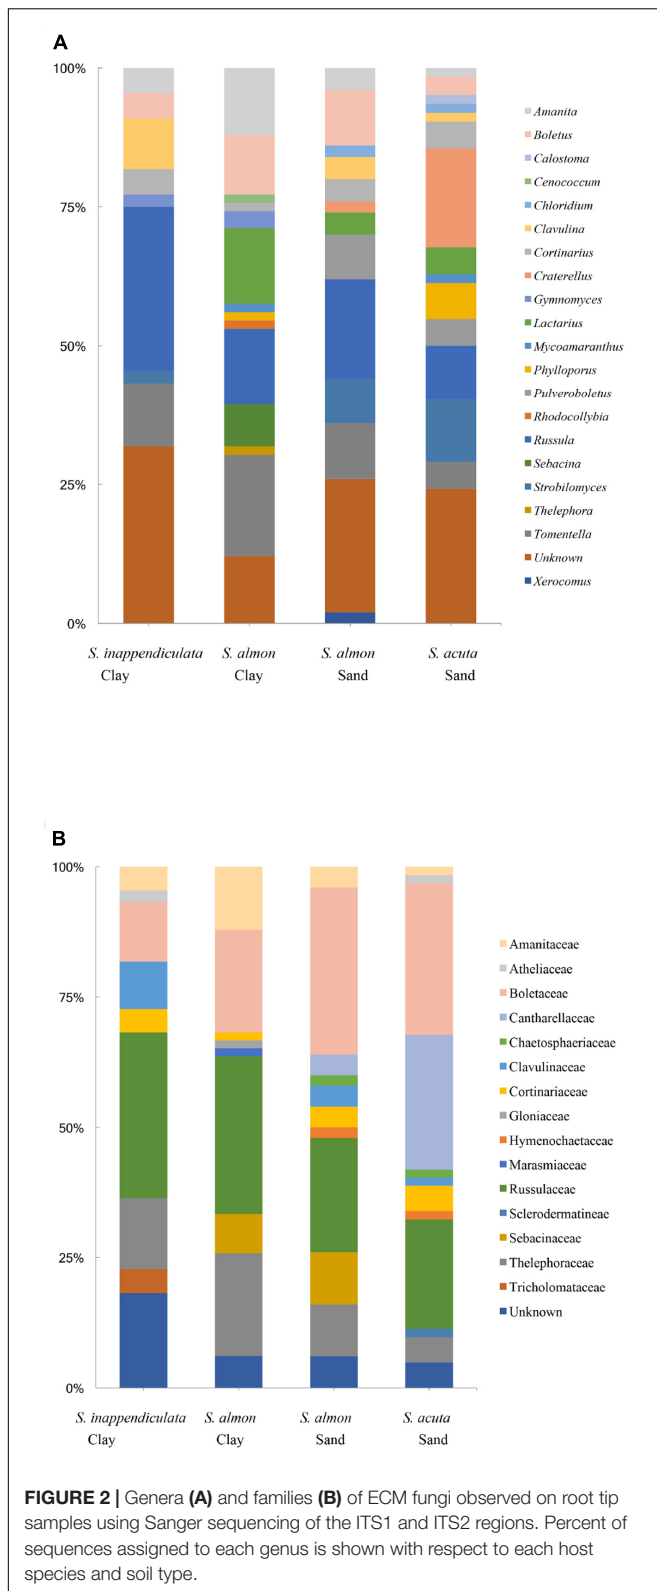 A
100%
75%
50%
25%
0%
Amanita
Boletus
Calostoma
Cenococcum
Chloridium
Clavulina
Cortinarius
Craterellus
Gymnomyces
Lactarius
Mycoamaranthus
Phylloporus
Pulveroboletus
Rhodocollybia
Russula
Sebacina
Strobilomyces
Thelephora
Tomentella
Unknown
Xerocomus
S. inappendiculata S. almon S. almon S. acuta
Clay Clay Sand Sand
B
100%
75%
50%
25%
0%
Amanitaceae
Atheliaceae
Boletaceae
Cantharellaceae
Chaetosphaeriaceae
Clavulinaceae
Cortinariaceae
Gloniaceae
Hymenochaetaceae
Marasmiaceae
Russulaceae
Sclerodermatineae
Sebacinaceae
Thelephoraceae
Tricholomataceae
Unknown
S. inappendiculata S. almon S. almon S. acuta
Clay Clay Sand Sand
FIGURE 2 | Genera (A) and families (B) of ECM fungi observed on root tip
samples using Sanger sequencing of the ITS1 and ITS2 regions. Percent of
sequences assigned to each genus is shown with respect to each host
species and soil type.